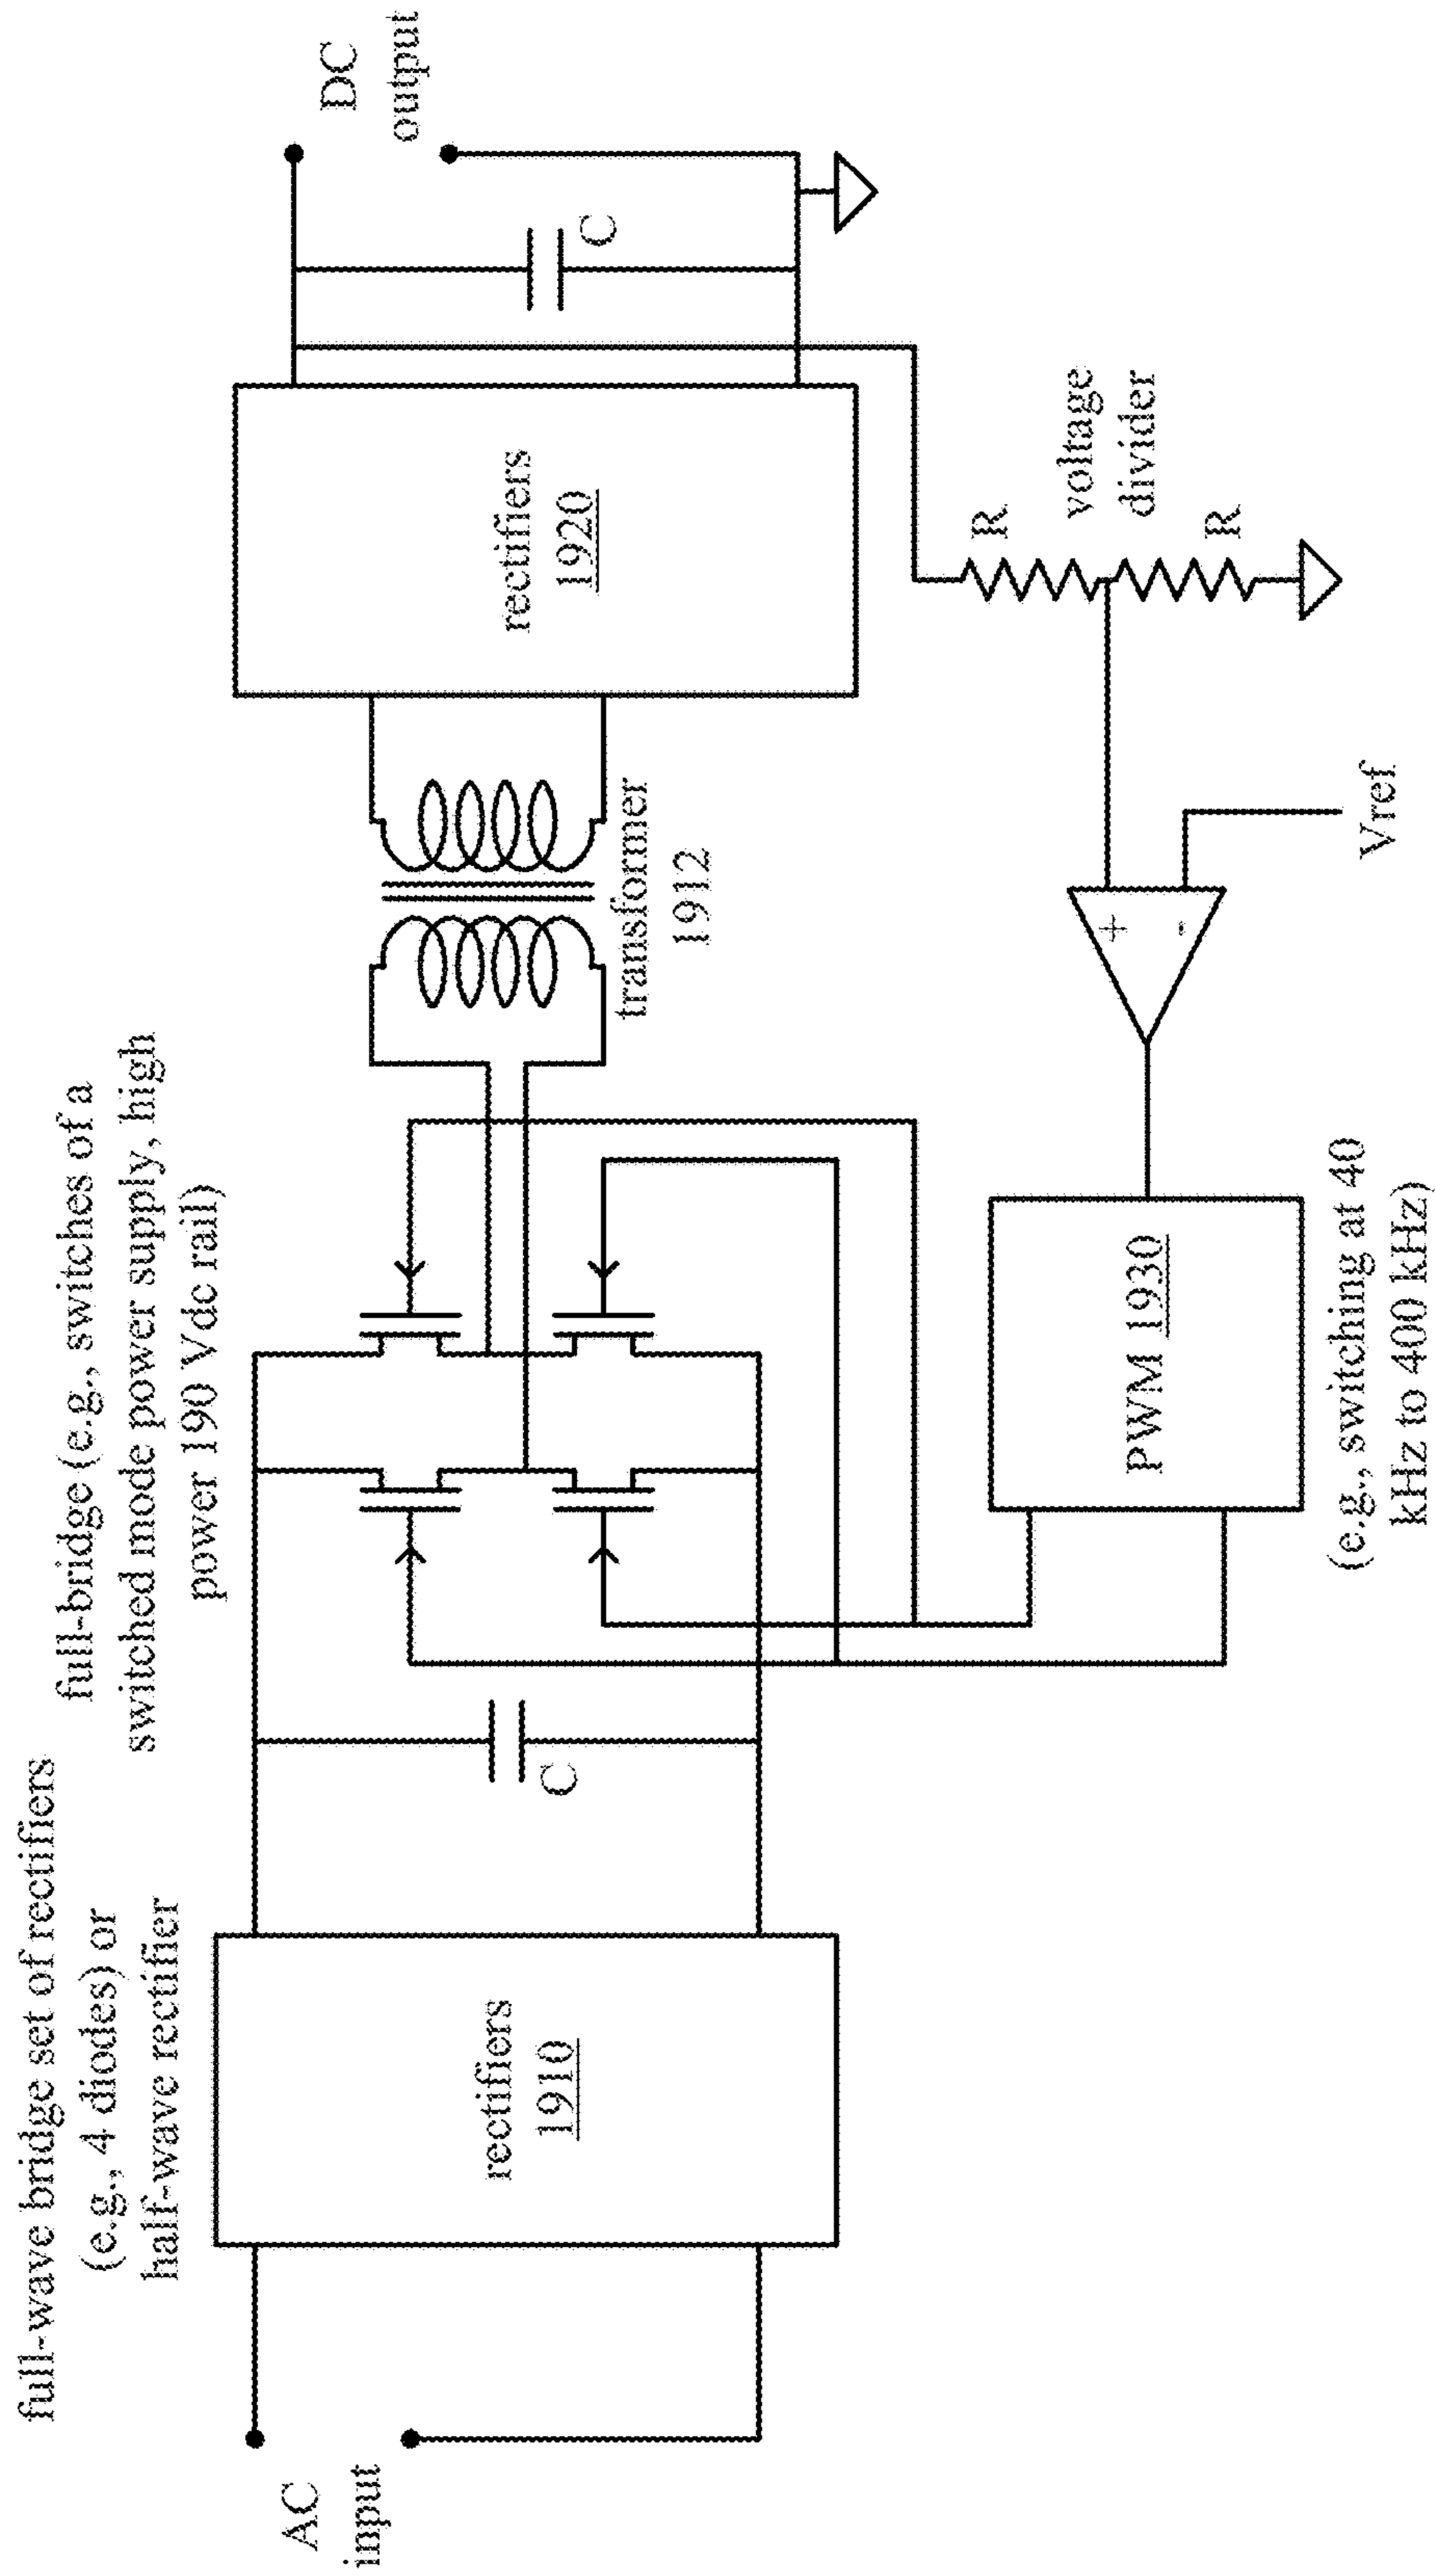 full-wave bridge set of rectifiers
(e.g., 4 diodes) or
half-wave rectifier
full-bridge (e.g., switches of a
switched mode power supply, high
power 190 Vdc rail)
AC
input
rectifiers
1910
C
transformer
1912
rectifiers
1920
C
DC
output
R
voltage
divider
R
PWM 1930
(e.g., switching at 40
kHz to 400 kHz)
+
-
Vref